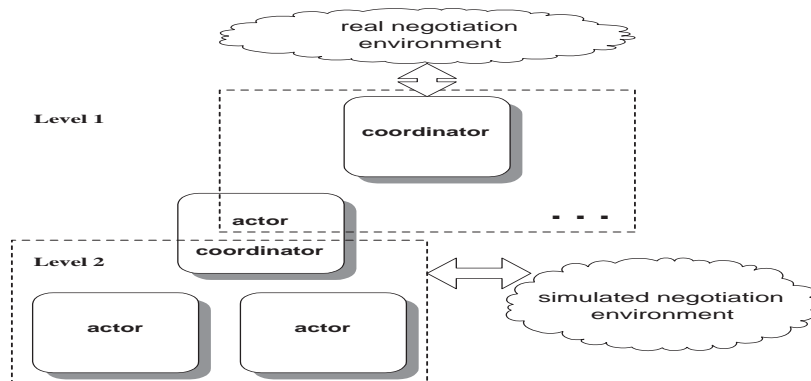 real negotiation
environment
Level 1
coordinator
actor
coordinator
- - -
Level 2
simulated negotiation
environment
actor
actor